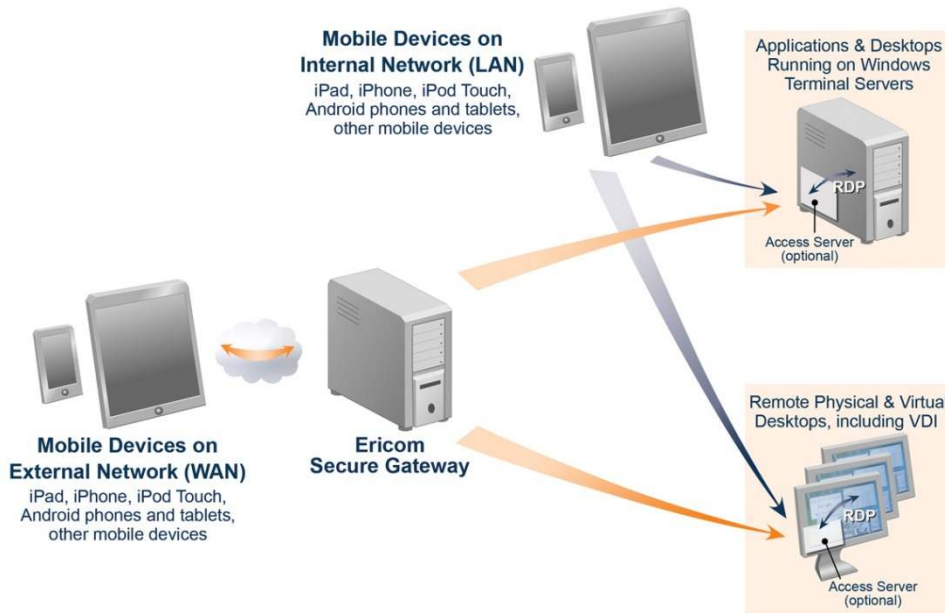 Mobile Devices on
Internal Network (LAN)
iPad, iPhone, iPod Touch,
Android phones and tablets,
other mobile devices
Applications & Desktops
Running on Windows
Terminal Servers
RDP
Access Server
(optional)
Mobile Devices on
External Network (WAN)
iPad, iPhone, iPod Touch,
Android phones and tablets,
other mobile devices
Ericom
Secure Gateway
Remote Physical & Virtua
Desktops, including VDI
RDP
Access Server
(optional)